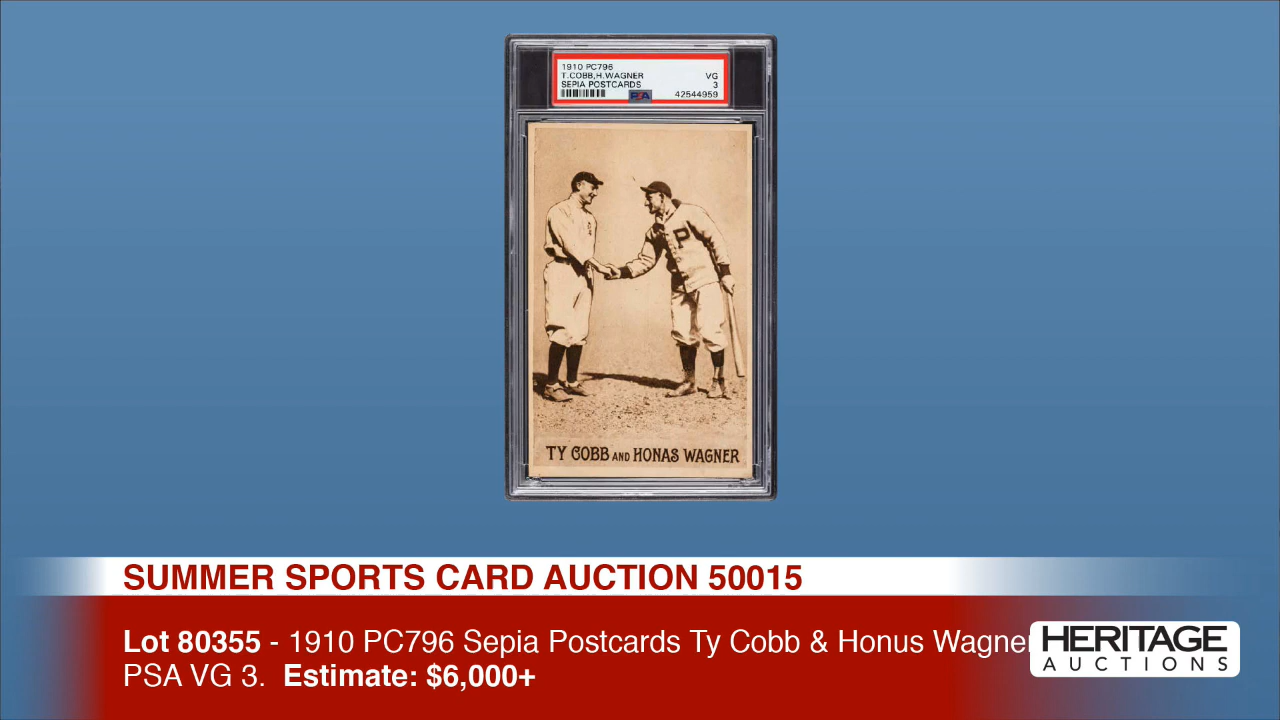 1910 PC796
T.COBB,H.WAGNER VG
SEPIA POSTCARDS 3
PSA 42544959
P
TY COBB AND HONAS WAGNER
SUMMER SPORTS CARD AUCTION 50015
Lot 80355 - 1910 PC796 Sepia Postcards Ty Cobb & Honus Wagner
PSA VG 3. Estimate: $6,000+
HERITAGE
AUCTIONS